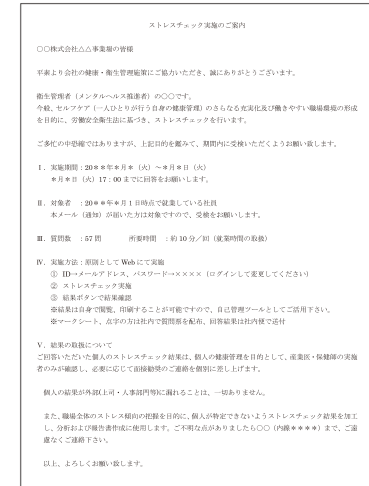 ストレスチェック実施のご案内
○○株式会社△△事業場の皆様
平素より会社の健康・衛生管理施策にご協力いただき、誠にありがとうございます。
衛生管理者（メンタルヘルス推進者）の○○です。
今般、セルフケア（一人ひとりが行う自身の健康管理）のさらなる充実化及び働きやすい職場環境の形成
を目的に、労働安全衛生法に基づき、ストレスチェックを行います。
ご多忙の中恐縮ではありますが、上記目的を鑑みて、期間内に受検いただくようお願い致します。
Ⅰ．実施期間：20＊＊年＊月＊（火）～＊月＊日（火）
＊月＊日（火）17：00 までに回答をお願いします。
Ⅱ．対象者　：20＊＊年＊月１日時点で就業している社員
本メール（通知）が届いた方は対象ですので、受検をお願いします。
Ⅲ．質問数　：57 問　　所要時間　：約 10 分／回（就業時間の取扱）
Ⅳ．実施方法：原則として Web にて実施
① ID→メールアドレス、パスワード→××××（ログインして変更してください）
② ストレスチェック実施
③ 結果ボタンで結果確認
※結果は自身で閲覧、印刷することが可能ですので、自己管理ツールとしてご活用下さい。
※マークシート、点字の方は社内で質問票を配布、回答結果は社内便で送付
Ⅴ．結果の取扱について
ご回答いただいた個人のストレスチェック結果は、個人の健康管理を目的として、産業医・保健師の実施
者のみが確認し、必要に応じて面接勧奨のご連絡を個別に差し上げます。
個人の結果が外部(上司・人事部門等)に漏れることは、一切ありません。
また、職場全体のストレス傾向の把握を目的に、個人が特定できないようストレスチェック結果を加工
し、分析および報告書作成に使用します。ご不明な点がありましたら○○（内線＊＊＊＊）まで、ご遠
慮なくご連絡下さい。
以上、よろしくお願い致します。